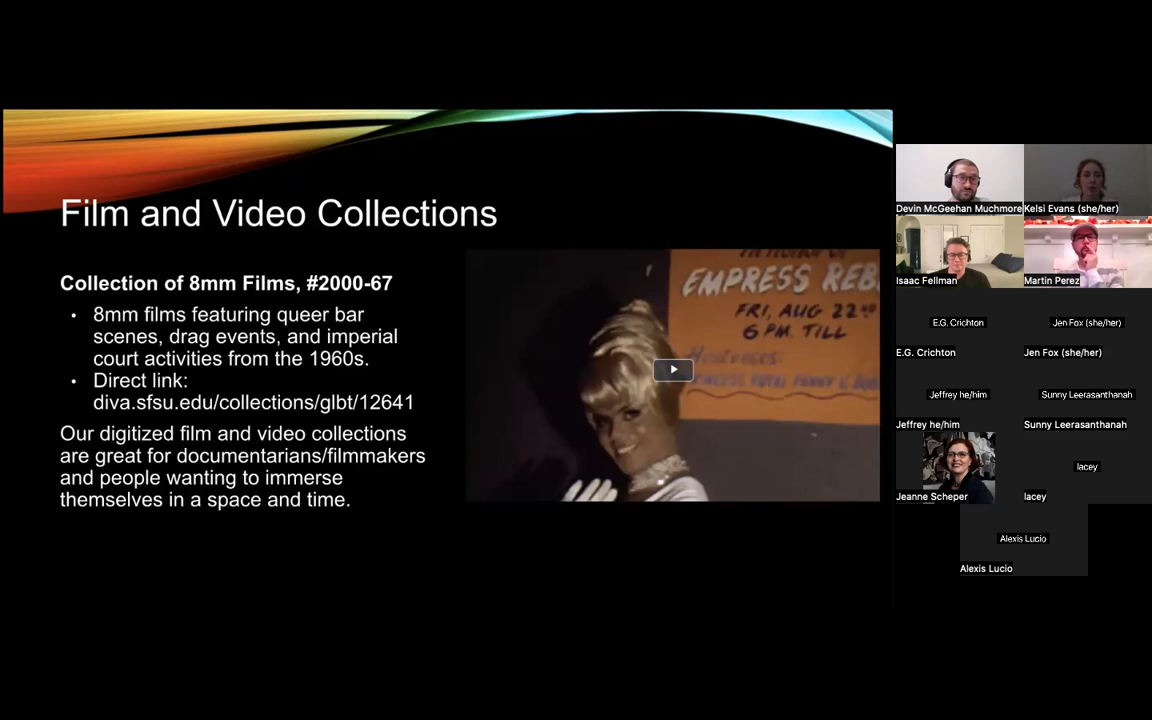 Film and Video Collections
Collection of 8mm Films, #2000-67
• 8mm films featuring queer bar
scenes, drag events, and imperial
court activities from the 1960s.
• Direct link:
diva.sfsu.edu/collections/glbt/12641
Our digitized film and video collections
are great for documentarians/filmmakers
and people wanting to immerse
themselves in a space and time.
EMPRESS REB
FRI, AUG 22ND
6 P.M. TILL
Hostesses:
Devin McGeehan Muchmore
Kelsi Evans (she/her)
Isaac Fellman
Martin Perez
E.G. Crichton
Jen Fox (she/her)
E.G. Crichton
Jen Fox (she/her)
Jeffrey he/him
Sunny Leerasanthanah
Jeffrey he/him
Sunny Leerasanthanah
lacey
Jeanne Scheper
lacey
Alexis Lucio
Alexis Lucio